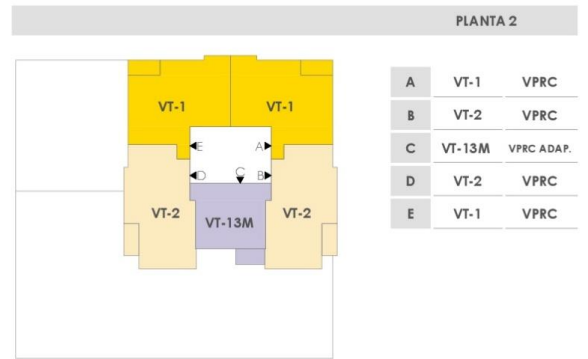 PLANTA 2
VT-1 VT-1
E A
D C B
VT-2 VT-13M VT-2
A VT-1 VPRC
B VT-2 VPRC
C VT-13M VPRC ADAP.
D VT-2 VPRC
E VT-1 VPRC